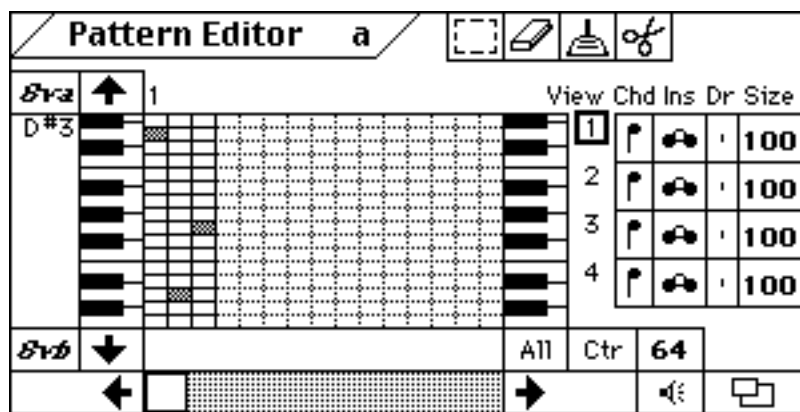 Pattern Editor a
8va 1 View Chd Ins Dr Size
D#3 1 100
2 100
3 100
4 100
8vb All Ctr 64